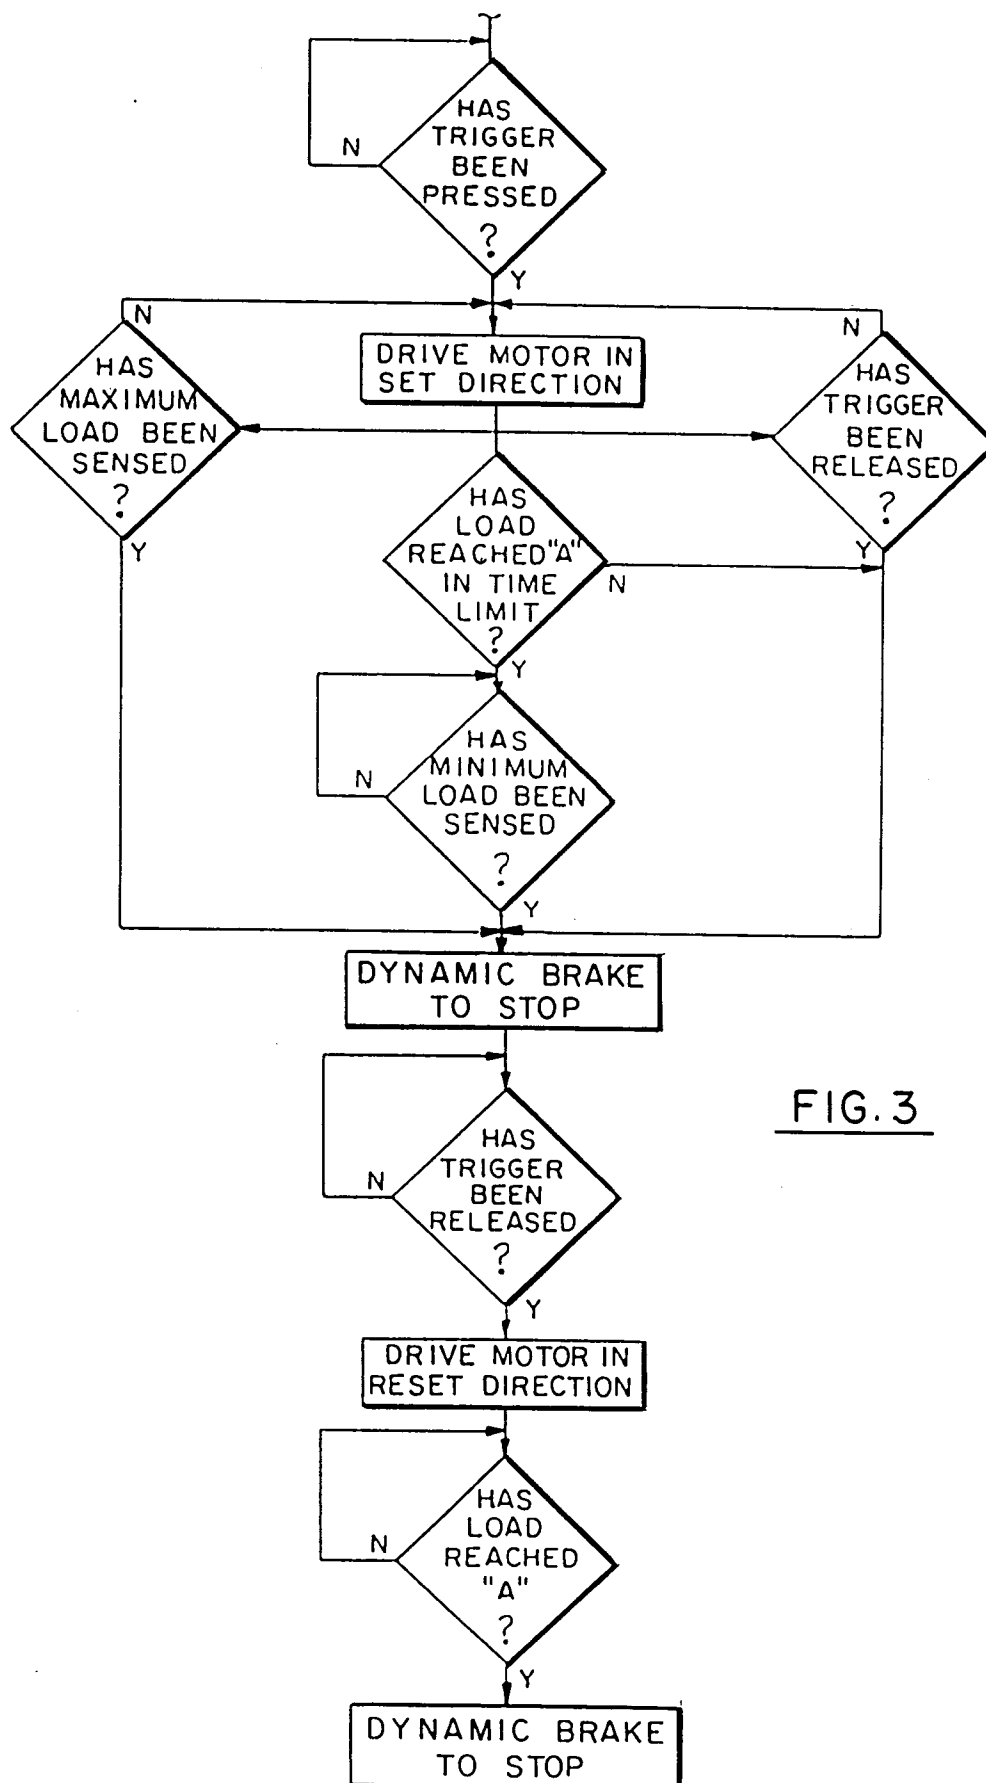 HAS
TRIGGER
BEEN
PRESSED
?
N
Y
DRIVE MOTOR IN
SET DIRECTION
HAS
MAXIMUM
LOAD BEEN
SENSED
?
N
Y
HAS
TRIGGER
BEEN
RELEASED
?
N
Y
HAS
LOAD
REACHED "A"
IN TIME
LIMIT
?
N
Y
HAS
MINIMUM
LOAD BEEN
SENSED
?
N
Y
DYNAMIC BRAKE
TO STOP
FIG. 3
HAS
TRIGGER
BEEN
RELEASED
?
N
Y
DRIVE MOTOR IN
RESET DIRECTION
HAS
LOAD
REACHED
"A"
?
N
Y
DYNAMIC BRAKE
TO STOP